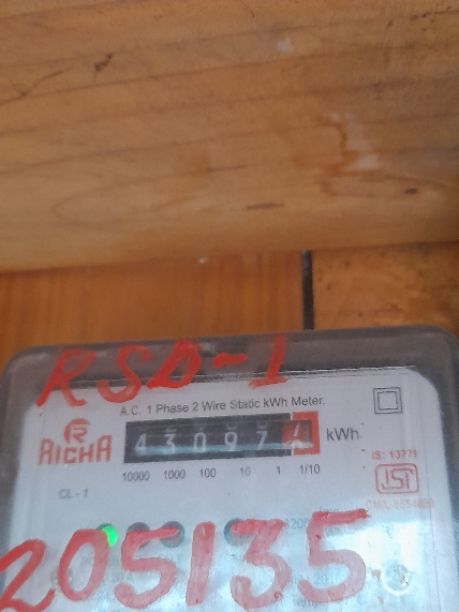 RSD-1
A.C. 1 Phase 2 Wire Static kWh Meter.
RICHA
43097
kWh
10000 1000 100 10 1 1/10
IS: 13779
ISI
CL - 1
205135